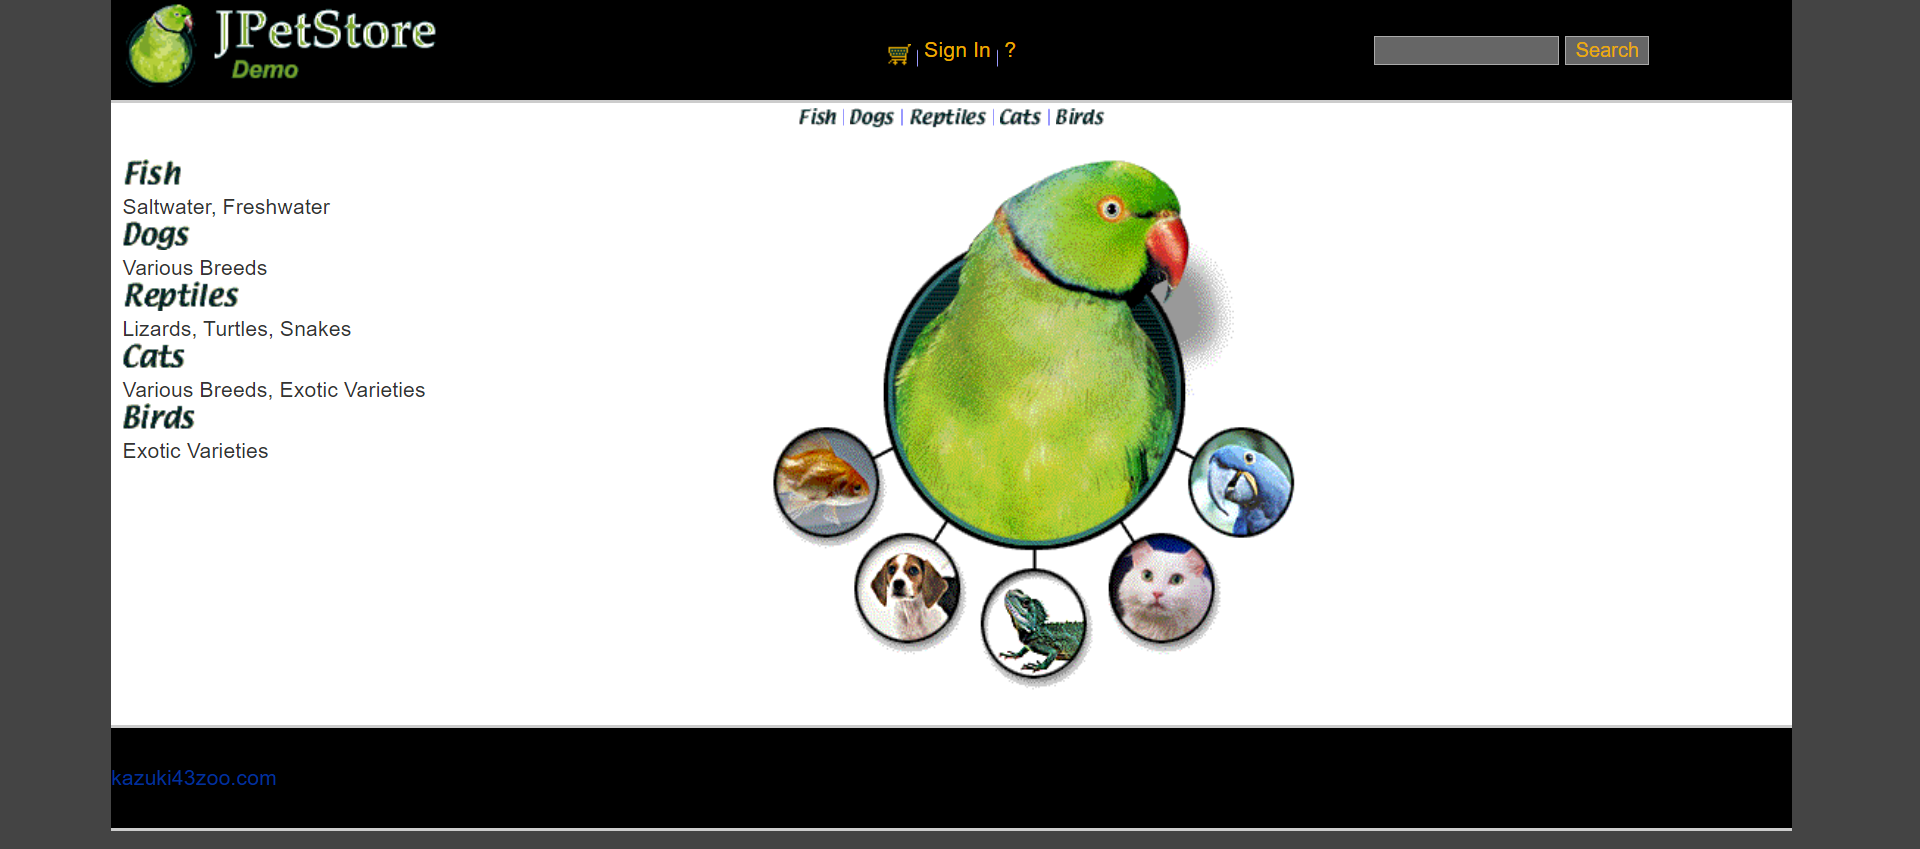 JPetStore
Demo
Sign In | ?
Search
Fish | Dogs | Reptiles | Cats | Birds
Fish
Saltwater, Freshwater
Dogs
Various Breeds
Reptiles
Lizards, Turtles, Snakes
Cats
Various Breeds, Exotic Varieties
Birds
Exotic Varieties
kazuki43zoo.com